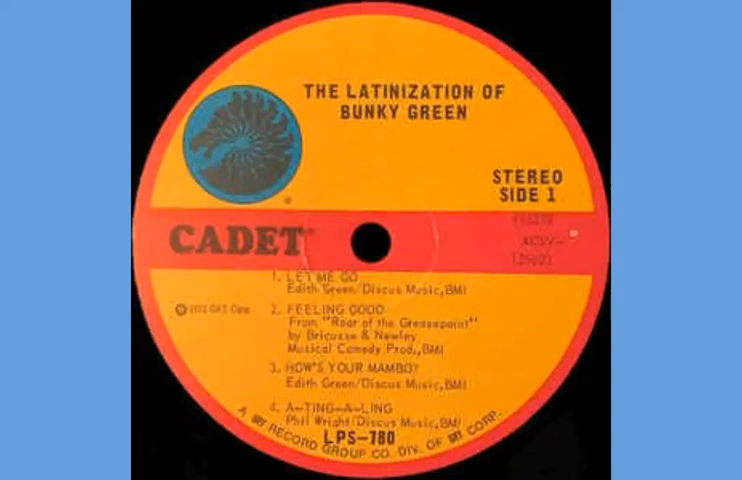 THE LATINIZATION OF
BUNKY GREEN
STEREO
SIDE 1
CADET
1. LET ME GO
Edith Green/Discus Music, BMI
2. FEELING GOOD
From "Roar of the Greasepaint"
by Bricusse & Newley
Musical Comedy Prod., BMI
3. HOW'S YOUR MAMBO?
Edith Green/Discus Music, BMI
4. A-TING-A-LING
Phil Wright/Discus Music, BMI
LPS-780
A GRT RECORD GROUP CO. DIV. OF GRT CORP.